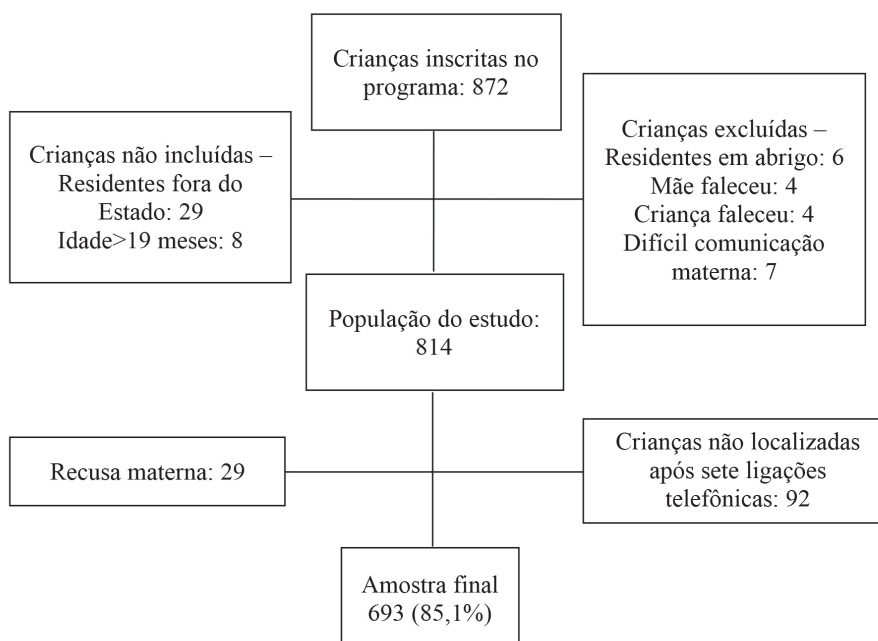 Crianças inscritas no
programa: 872
Crianças não incluídas –
Residentes fora do
Estado: 29
Idade>19 meses: 8
Crianças excluídas –
Residentes em abrigo: 6
Mãe faleceu: 4
Criança faleceu: 4
Difícil comunicação
materna: 7
População do estudo:
814
Recusa materna: 29
Crianças não localizadas
após sete ligações
telefônicas: 92
Amostra final
693 (85,1%)